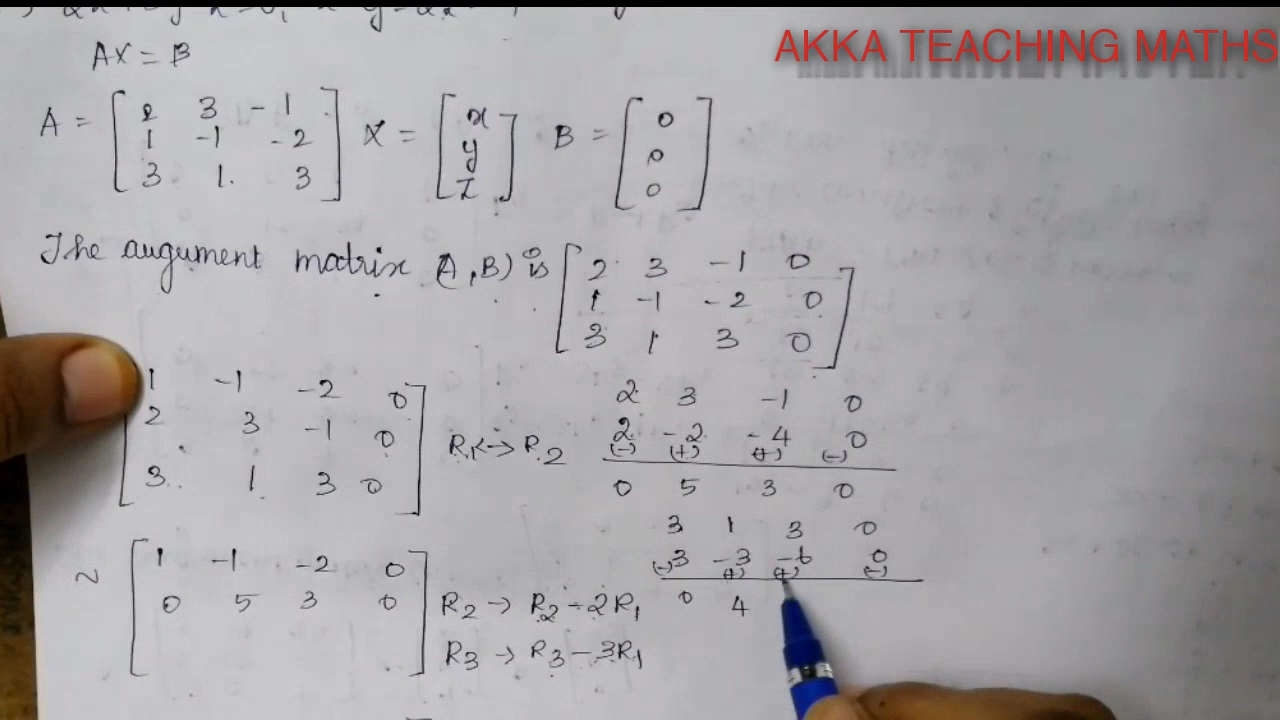 AKKA TEACHING MATHS
AX = B
A = [ 2 3 -1 X = [ x B = [ 0
1 -1 -2 y 0
3 1. 3 ] z ] 0 ]
The augument matrix (A,B) is [ 2 3 -1 0
1 -1 -2 0
3 1 3 0 ]
1 -1 -2 0
2 3 -1 0 R1↔R2
3 1 3 0
2 3 -1 0
2 -2 -4 0
(-) (+) (+) (-)
0 5 3 0
3 1 3 0
3 -3 -6 0
(-) (+) (+) (-)
0 4
~ [ 1 -1 -2 0
0 5 3 0 ] R2 → R2 - 2R1
R3 → R3 - 3R1